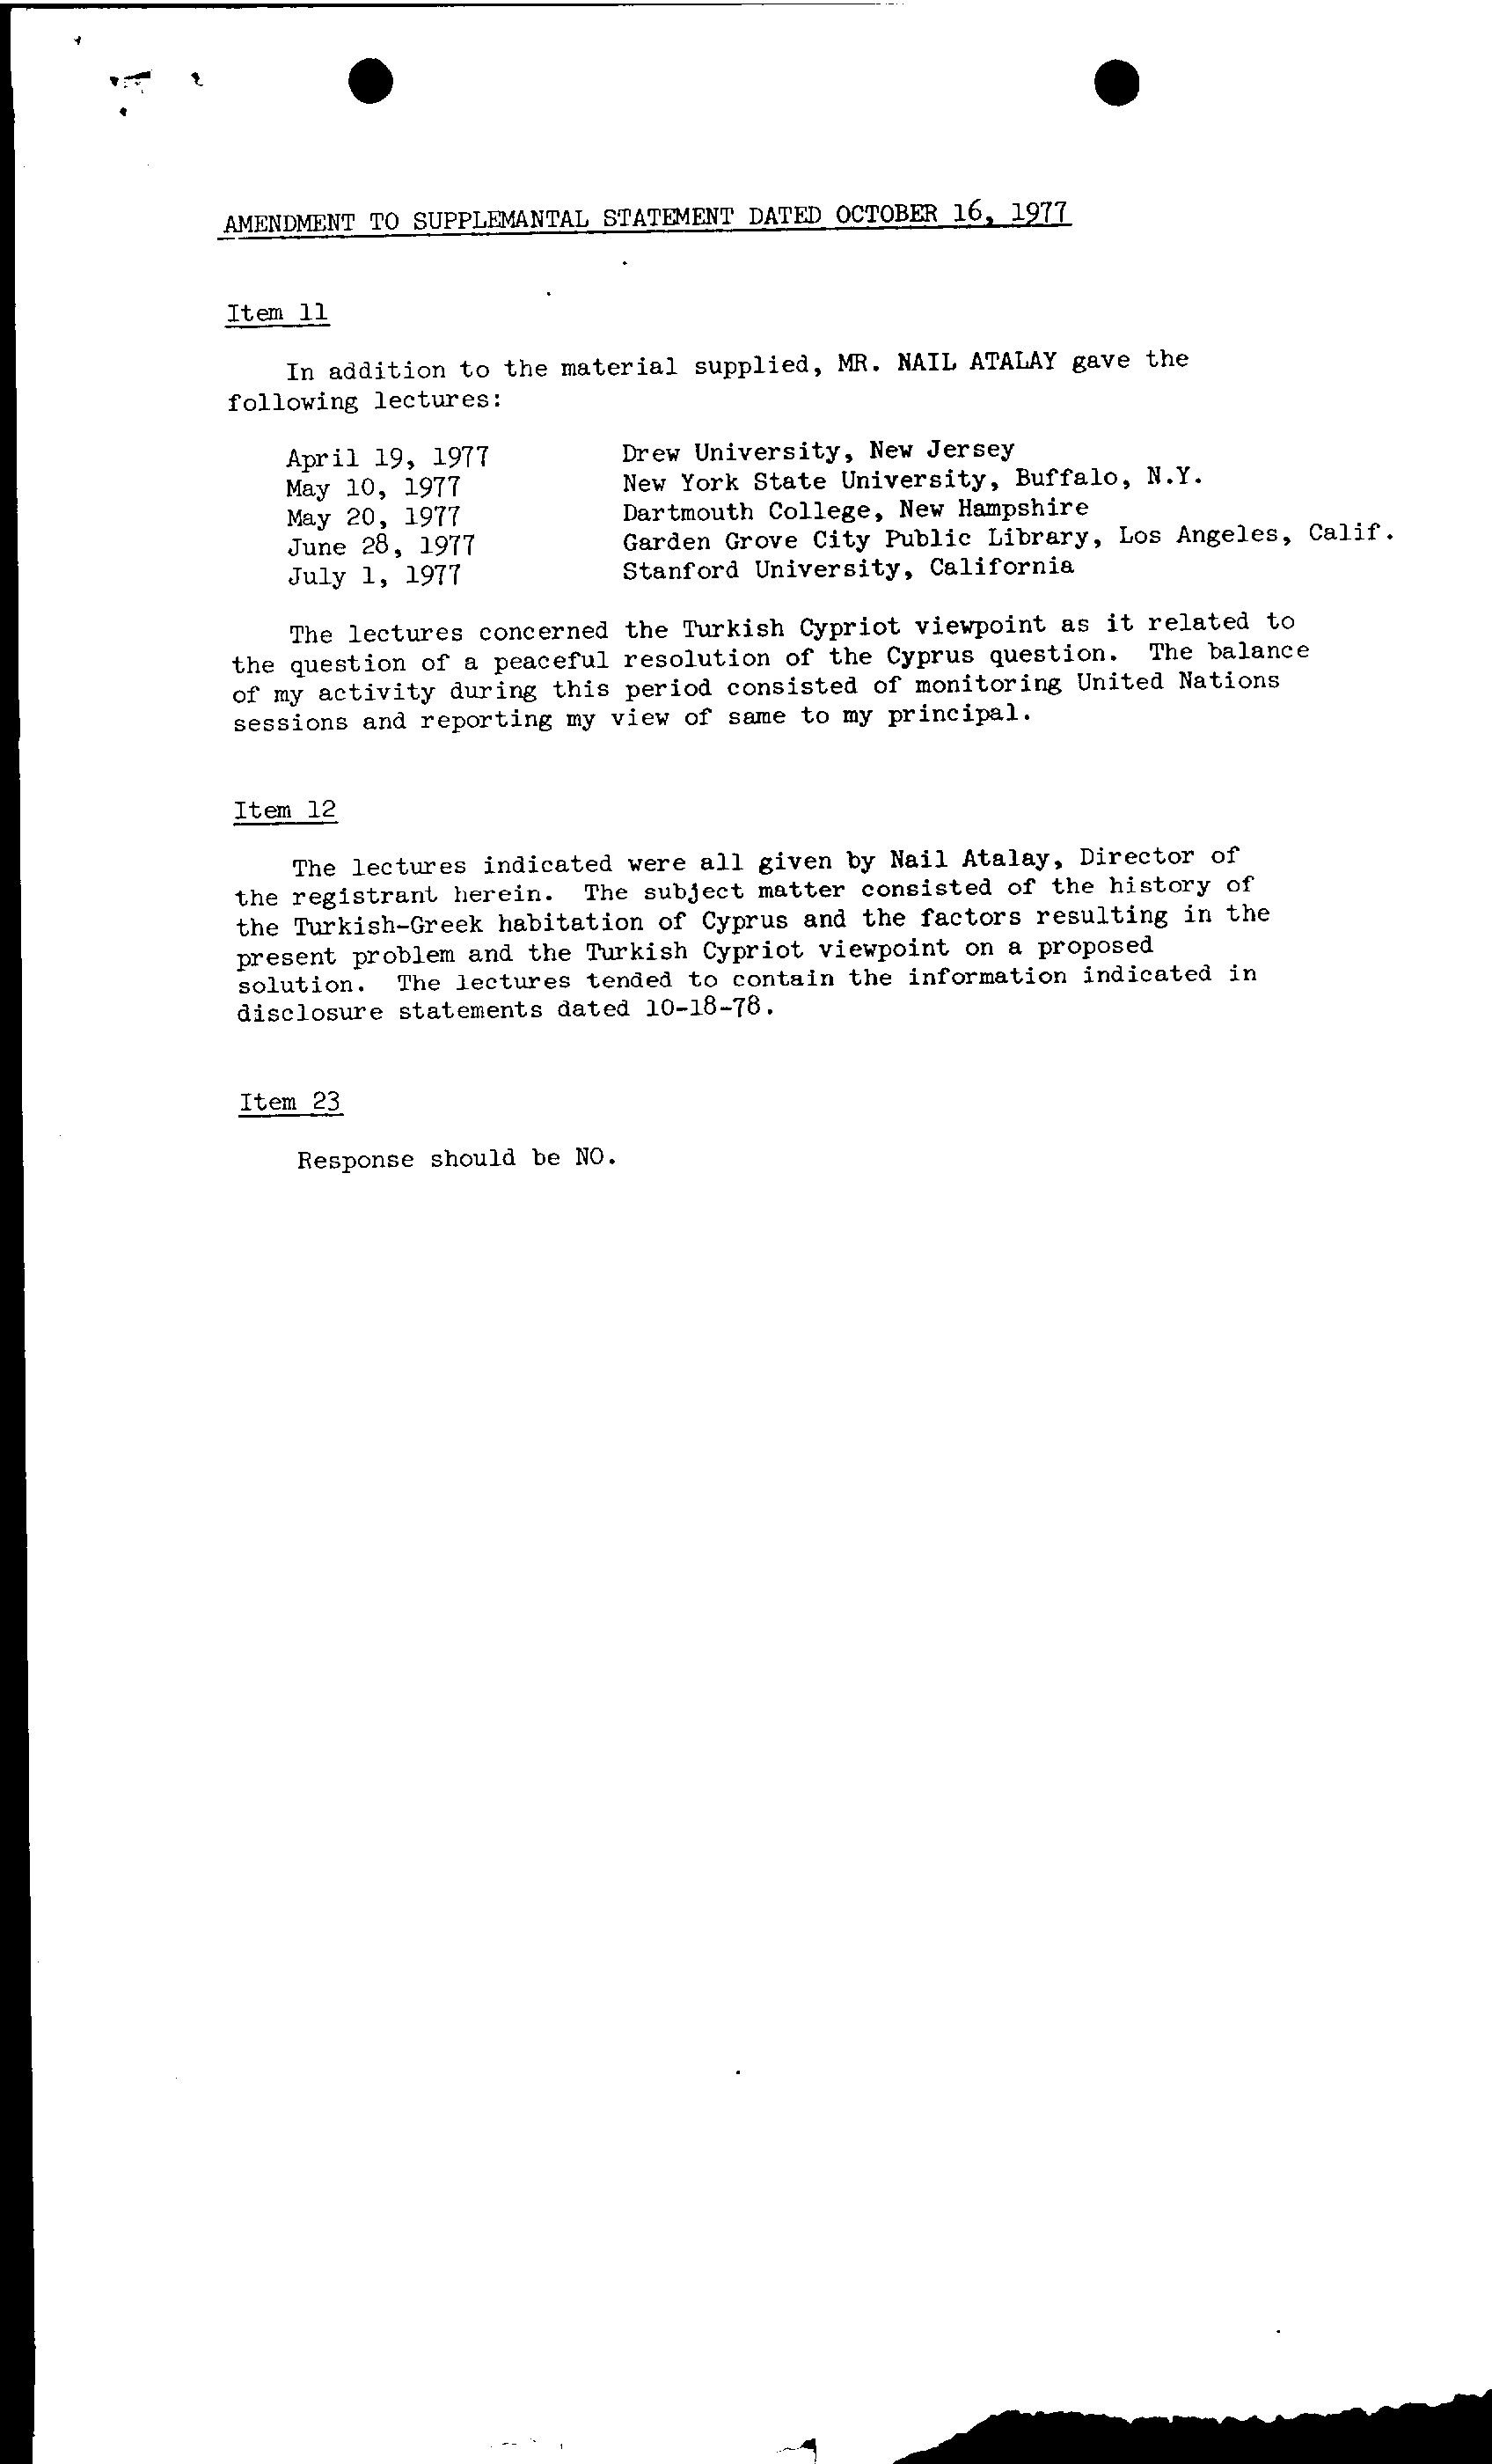 AMENDMENT TO SUPPLEMANTAL STATEMENT DATED OCTOBER 16, 1977
Item 11
In addition to the material supplied, MR. NAIL ATALAY gave the
following lectures:
April 19, 1977 Drew University, New Jersey
May 10, 1977 New York State University, Buffalo, N.Y.
May 20, 1977 Dartmouth College, New Hampshire
June 28, 1977 Garden Grove City Public Library, Los Angeles, Calif.
July 1, 1977 Stanford University, California
The lectures concerned the Turkish Cypriot viewpoint as it related to
the question of a peaceful resolution of the Cyprus question. The balance
of my activity during this period consisted of monitoring United Nations
sessions and reporting my view of same to my principal.
Item 12
The lectures indicated were all given by Nail Atalay, Director of
the registrant herein. The subject matter consisted of the history of
the Turkish-Greek habitation of Cyprus and the factors resulting in the
present problem and the Turkish Cypriot viewpoint on a proposed
solution. The lectures tended to contain the information indicated in
disclosure statements dated 10-18-78.
Item 23
Response should be NO.